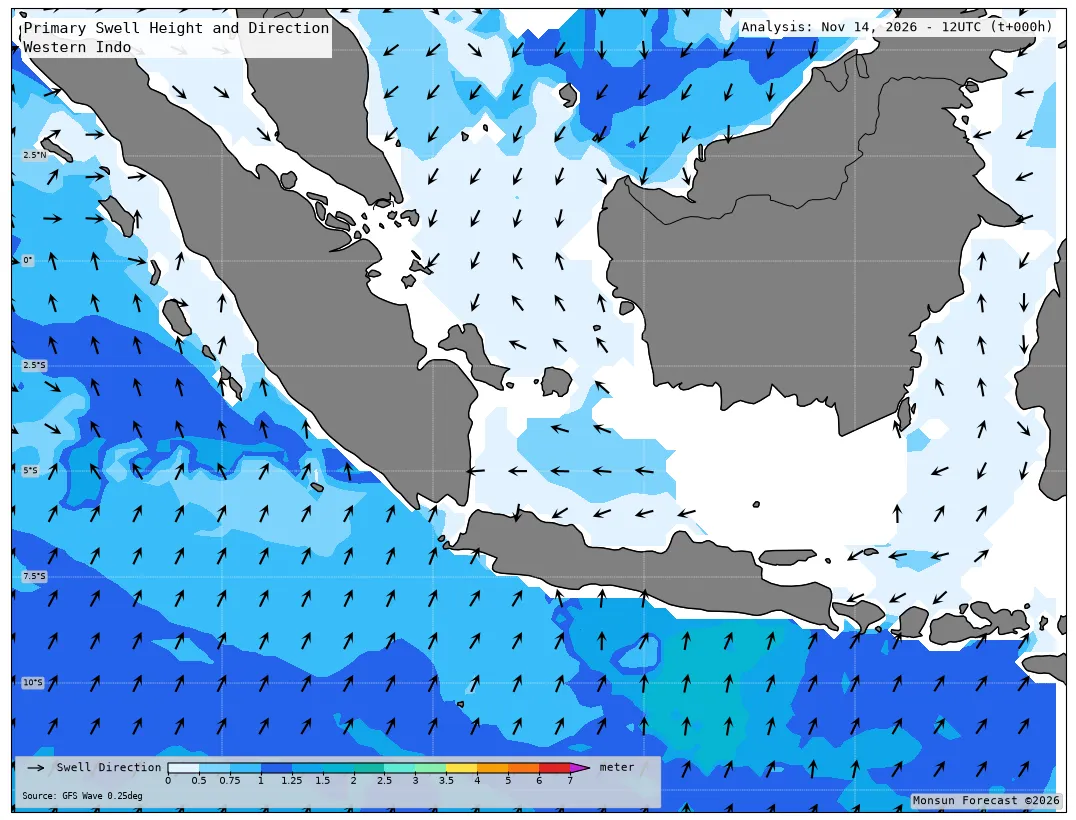 Primary Swell Height and Direction
Western Indo
Analysis: Nov 14, 2026 - 12UTC (t+000h)
2.5°N
0°
2.5°S
5°S
7.5°S
10°S
Swell Direction
meter
0 0.5 0.75 1 1.25 1.5 2 2.5 3 3.5 4 5 6 7
Source: GFS Wave 0.25deg
Monsun Forecast ©2026